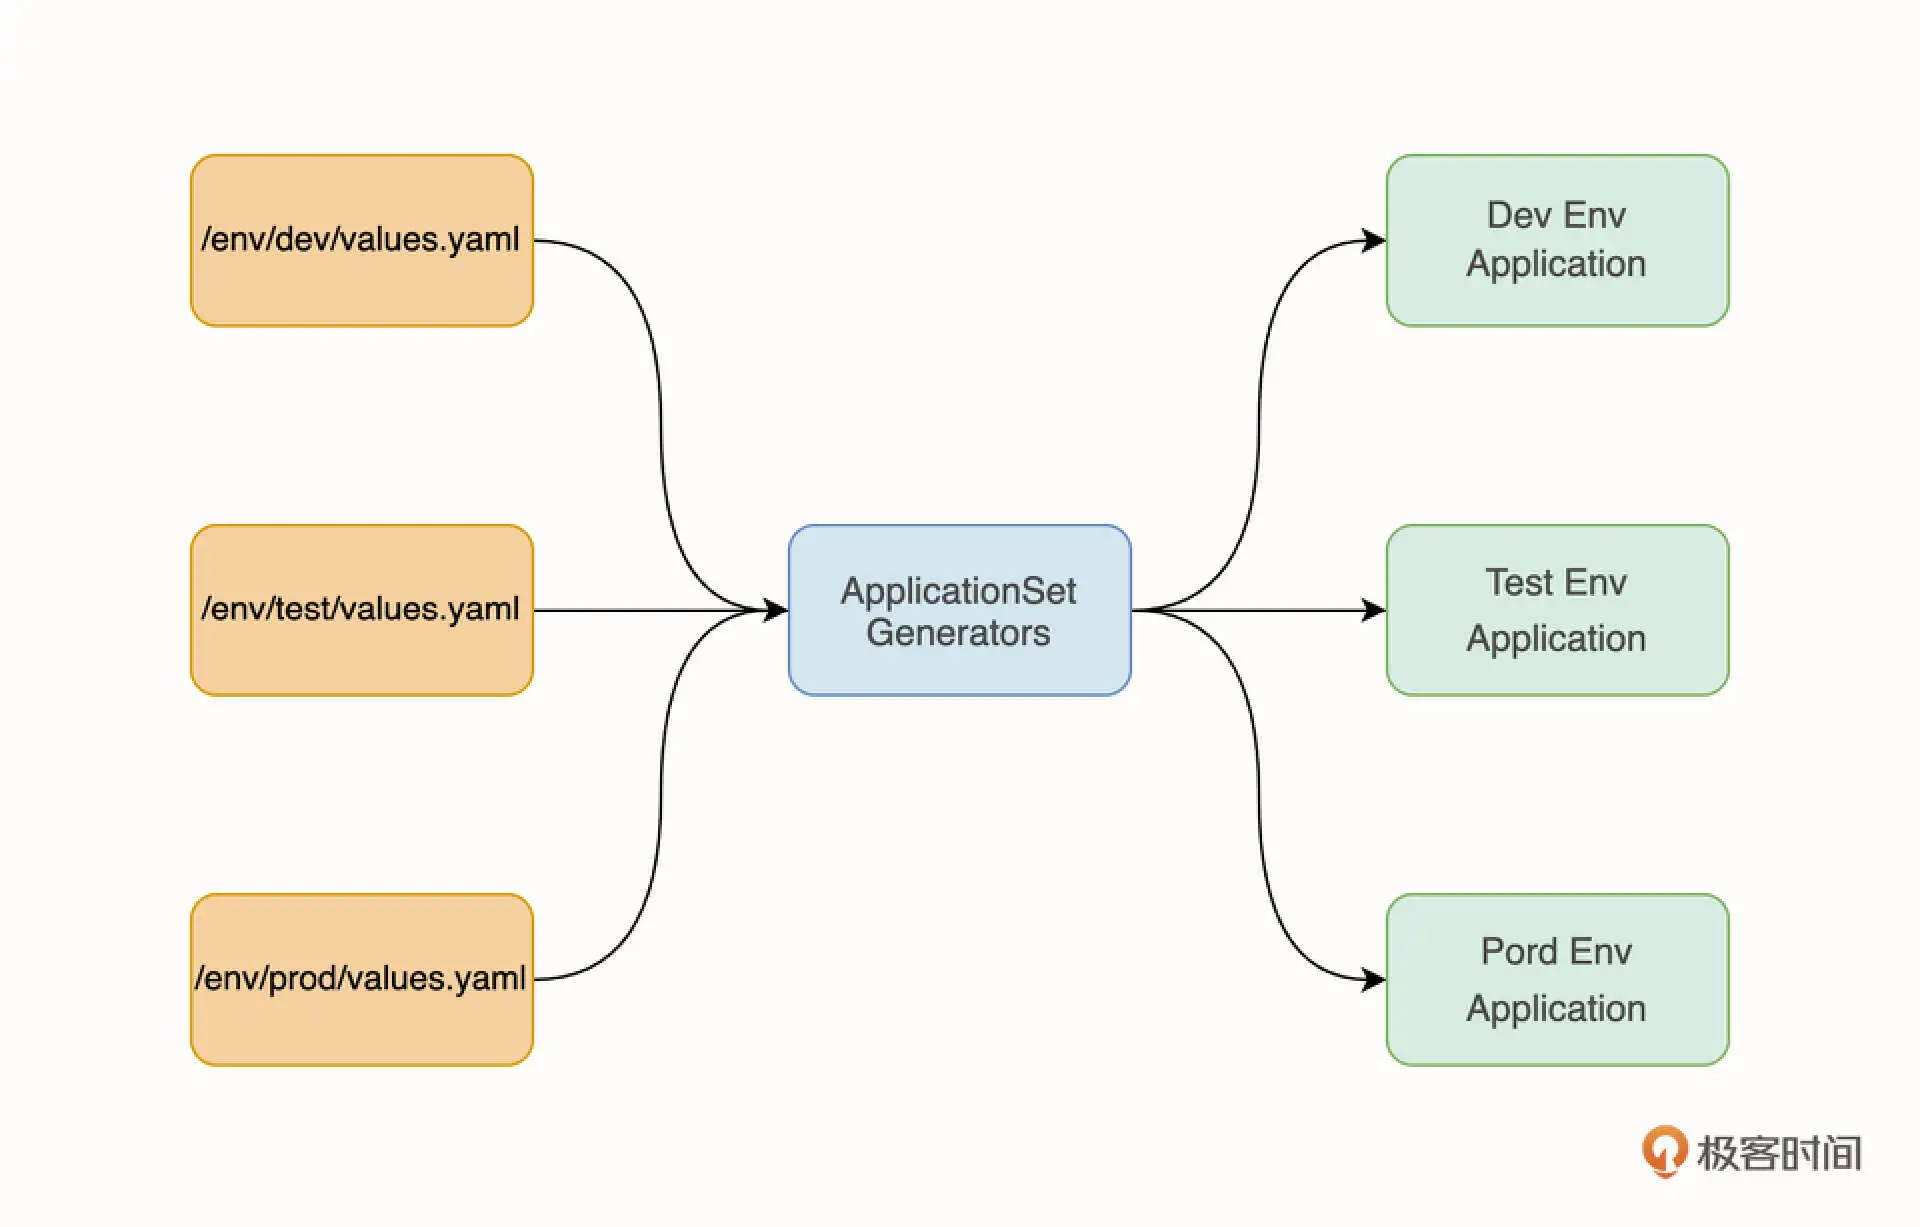 /env/dev/values.yaml
/env/test/values.yaml
/env/prod/values.yaml
ApplicationSet
Generators
Dev Env
Application
Test Env
Application
Pord Env
Application
极客时间